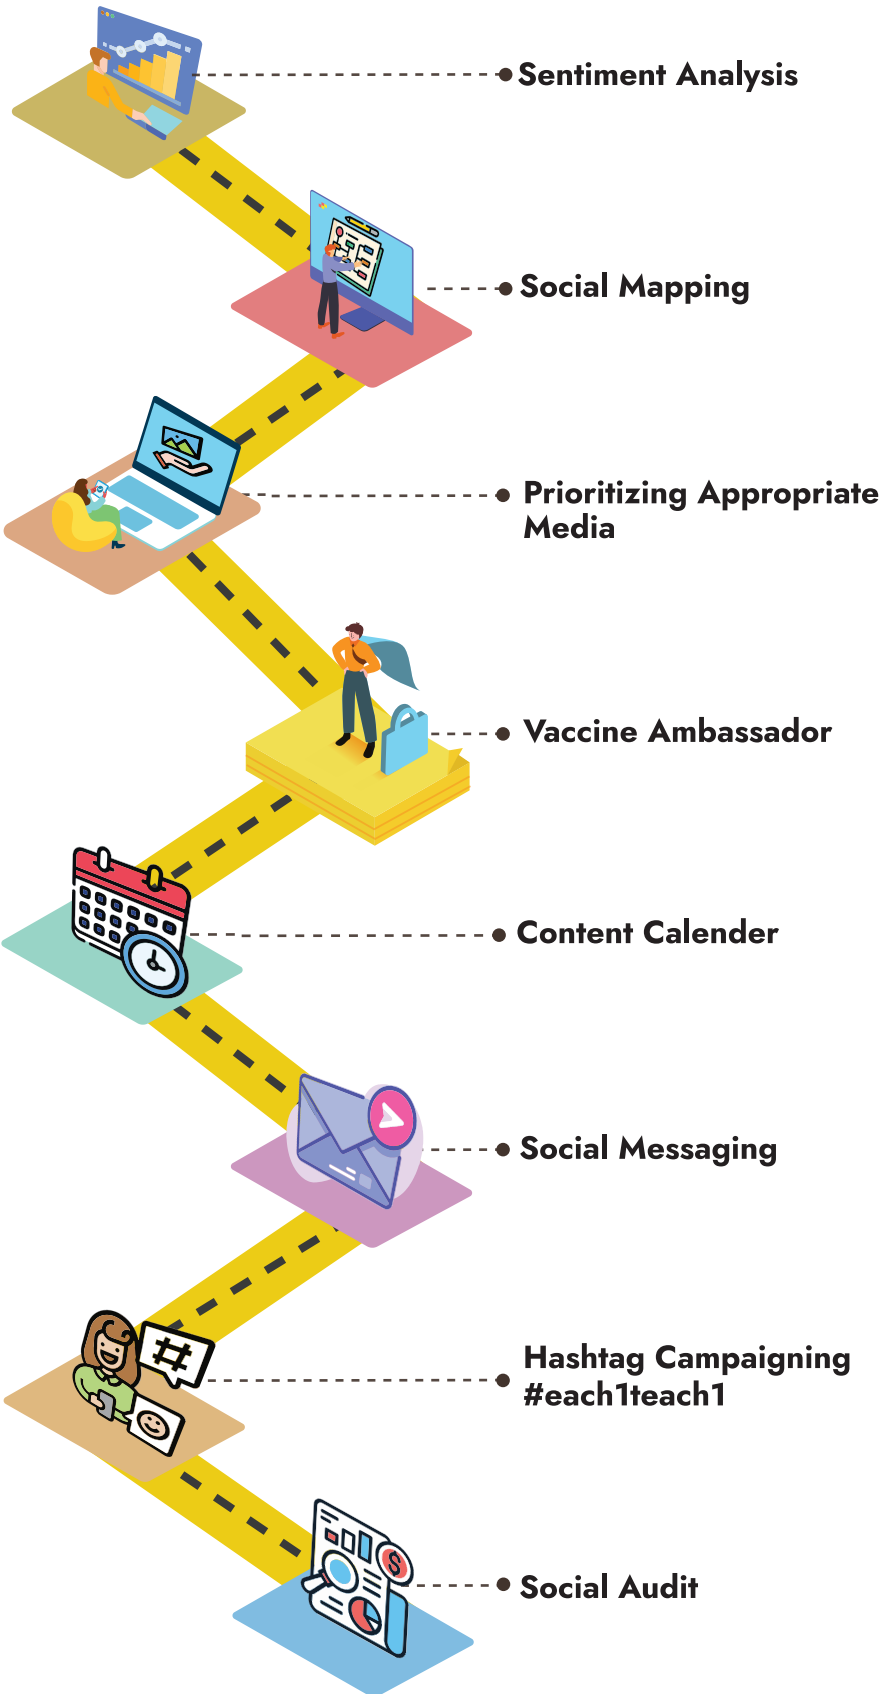 Sentiment Analysis
Social Mapping
Prioritizing Appropriate
Media
Vaccine Ambassador
Content Calender
Social Messaging
Hashtag Campaigning
#each1teach1
Social Audit